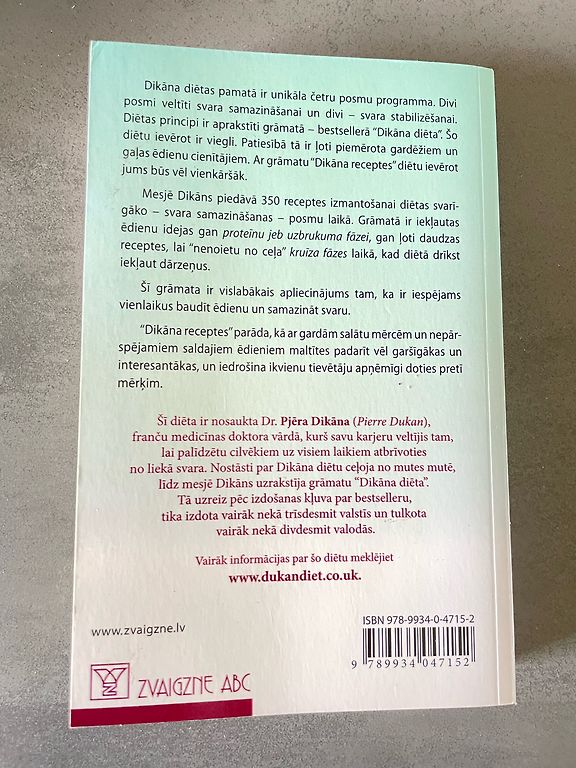 Dikāna diētas pamatā ir unikāla četru posmu programma. Divi
posmi veltīti svara samazināšanai un divi – svara stabilizēšanai.
Diētas principi ir aprakstīti grāmatā – bestsellerā "Dikāna diēta". Šo
diētu ievērot ir viegli. Patiesībā tā ir ļoti piemērota gardēžiem un
gaļas ēdienu cienītājiem. Ar grāmatu "Dikāna receptes" diētu ievērot
jums būs vēl vienkāršāk.
Mesjē Dikāns piedāvā 350 receptes izmantošanai diētas svarī-
gāko – svara samazināšanas – posmu laikā. Grāmatā ir iekļautas
ēdienu idejas gan proteīnu jeb uzbrukuma fāzei, gan ļoti daudzas
receptes, lai "nenoietu no ceļa" kruīza fāzes laikā, kad diētā drīkst
iekļaut dārzeņus.
Šī grāmata ir vislabākais apliecinājums tam, ka ir iespējams
vienlaikus baudīt ēdienu un samazināt svaru.
"Dikāna receptes" parāda, kā ar gardām salātu mērcēm un nepār-
spējamiem saldajiem ēdieniem maltītes padarīt vēl garšīgākas un
interesantākas, un iedrošina ikvienu tievētāju apņēmīgi doties pretī
mērķim.
Šī diēta ir nosaukta Dr. Pjēra Dikāna (Pierre Dukan),
franču medicīnas doktora vārdā, kurš savu karjeru veltījis tam,
lai palīdzētu cilvēkiem uz visiem laikiem atbrīvoties
no liekā svara. Nostāsti par Dikāna diētu ceļoja no mutes mutē,
līdz mesjē Dikāns uzrakstīja grāmatu "Dikāna diēta".
Tā uzreiz pēc izdošanas kļuva par bestselleru,
tika izdota vairāk nekā trīsdesmit valstīs un tulkota
vairāk nekā divdesmit valodās.
Vairāk informācijas par šo diētu meklējiet
www.dukandiet.co.uk.
www.zvaigzne.lv
ISBN 978-9934-0-4715-2
9 789934 047152
ZVAIGZNE ABC